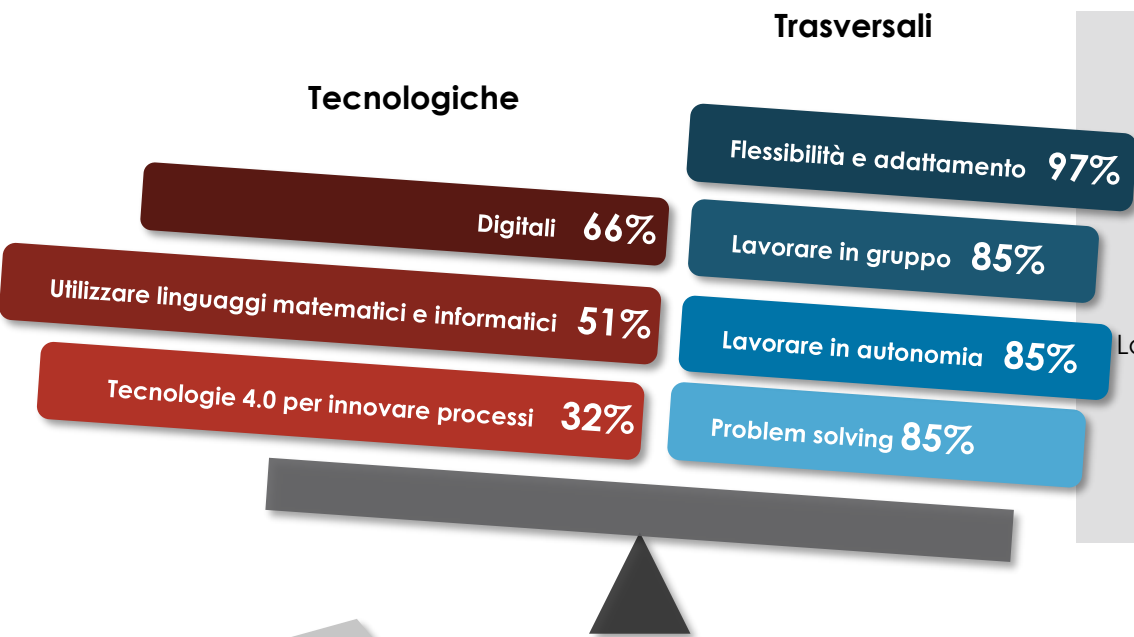 Trasversali
Tecnologiche
Flessibilità e adattamento 97%
Digitali 66%
Lavorare in gruppo 85%
Utilizzare linguaggi matematici e informatici 51%
Lavorare in autonomia 85%
Tecnologie 4.0 per innovare processi 32%
Problem solving 85%